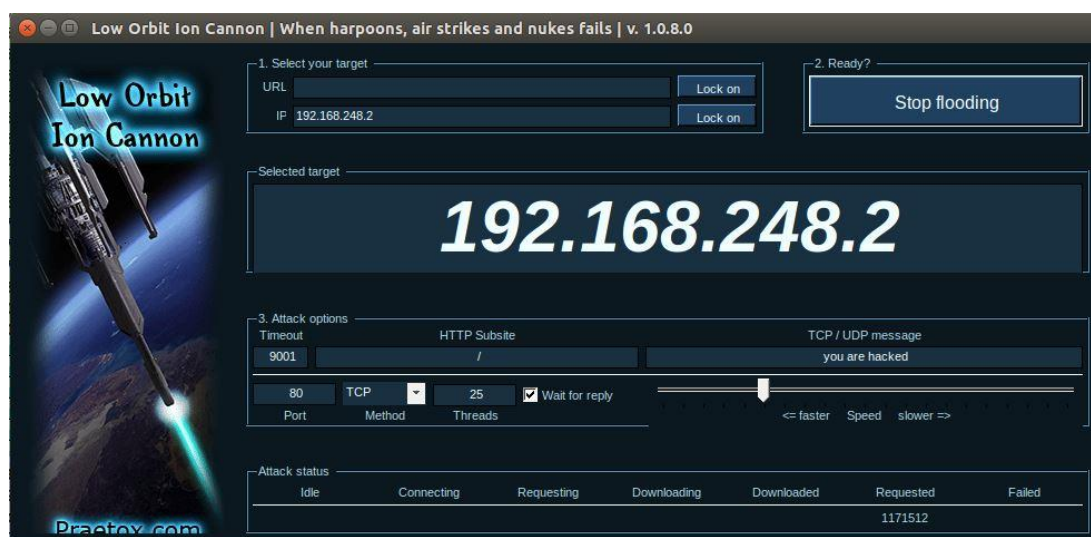 Low Orbit Ion Cannon | When harpoons, air strikes and nukes fails | v. 1.0.8.0
Low Orbit
Ion Cannon
Praetox.com
1. Select your target
URL Lock on
IP 192.168.248.2 Lock on
2. Ready?
Stop flooding
Selected target
192.168.248.2
3. Attack options
Timeout HTTP Subsite TCP / UDP message
9001 / you are hacked
80 TCP 25 Wait for reply
Port Method Threads <= faster Speed slower =>
Attack status
Idle Connecting Requesting Downloading Downloaded Requested Failed
1171512